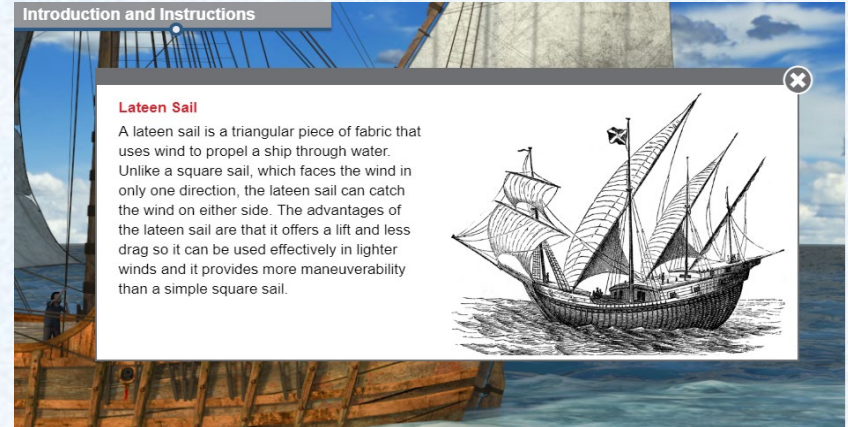 Introduction and Instructions
Lateen Sail
A lateen sail is a triangular piece of fabric that
uses wind to propel a ship through water.
Unlike a square sail, which faces the wind in
only one direction, the lateen sail can catch
the wind on either side. The advantages of
the lateen sail are that it offers a lift and less
drag so it can be used effectively in lighter
winds and it provides more maneuverability
than a simple square sail.